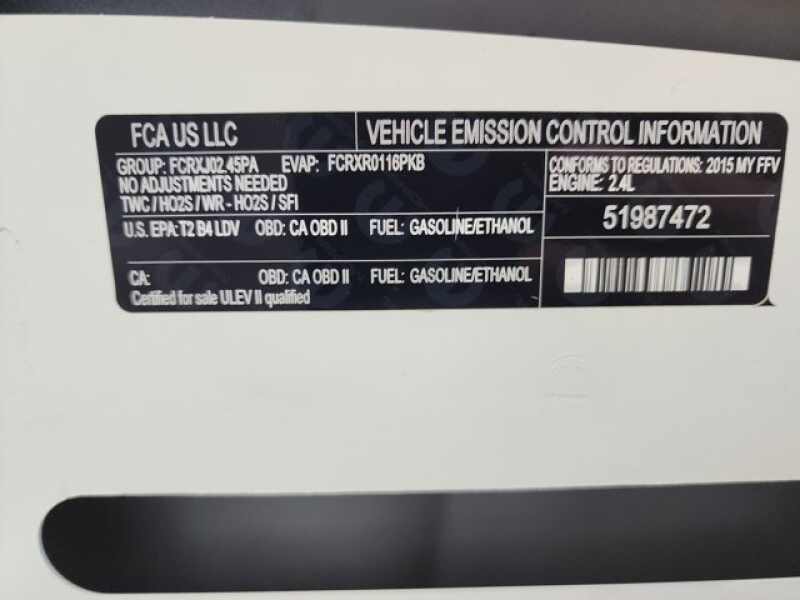 FCA US LLC
VEHICLE EMISSION CONTROL INFORMATION
GROUP: FCRXJ02.45PA EVAP: FCRXR0116PKB
NO ADJUSTMENTS NEEDED
TWC / HO2S / WR - HO2S / SFI
CONFORMS TO REGULATIONS: 2015 MY FFV
ENGINE: 2.4L
U.S. EPA: T2 B4 LDV OBD: CA OBD II FUEL: GASOLINE/ETHANOL
51987472
CA: OBD: CA OBD II FUEL: GASOLINE/ETHANOL
Certified for sale ULEV II qualified